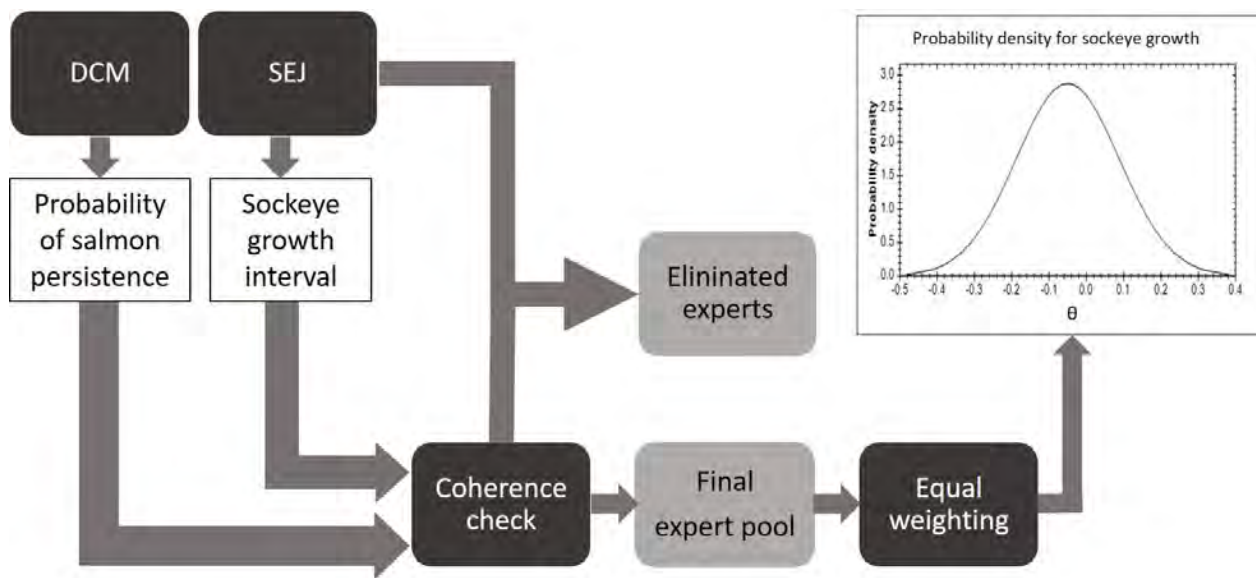 DCM
SEJ
Probability
of salmon
persistence
Sockeye
growth
interval
Elininated
experts
Coherence
check
Final
expert pool
Equal
weighting
Probability density for sockeye growth
Probability density
3.0
2.5
2.0
1.5
1.0
0.5
0.0
-0.5 -0.4 -0.3 -0.2 -0.1 -0.0 0.1 0.2 0.3 0.4
θ